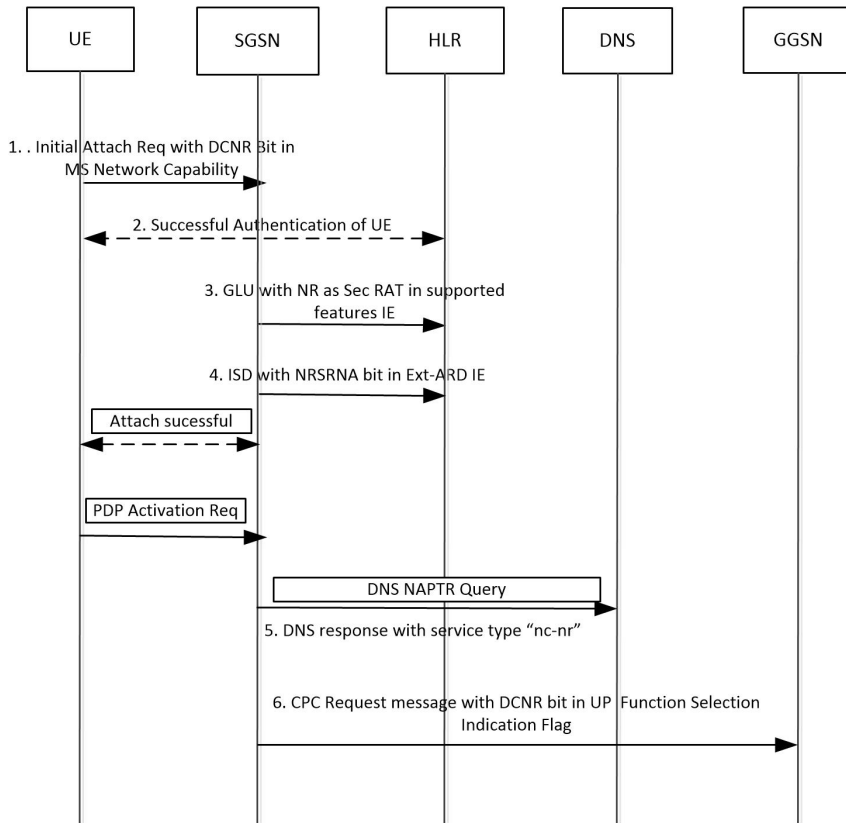 UE
SGSN
HLR
DNS
GGSN
1. . Initial Attach Req with DCNR Bit in
MS Network Capability
2. Successful Authentication of UE
3. GLU with NR as Sec RAT in supported
features IE
4. ISD with NRSRNA bit in Ext-ARD IE
Attach sucessful
PDP Activation Req
DNS NAPTR Query
5. DNS response with service type “nc-nr”
6. CPC Request message with DCNR bit in UP Function Selection
Indication Flag